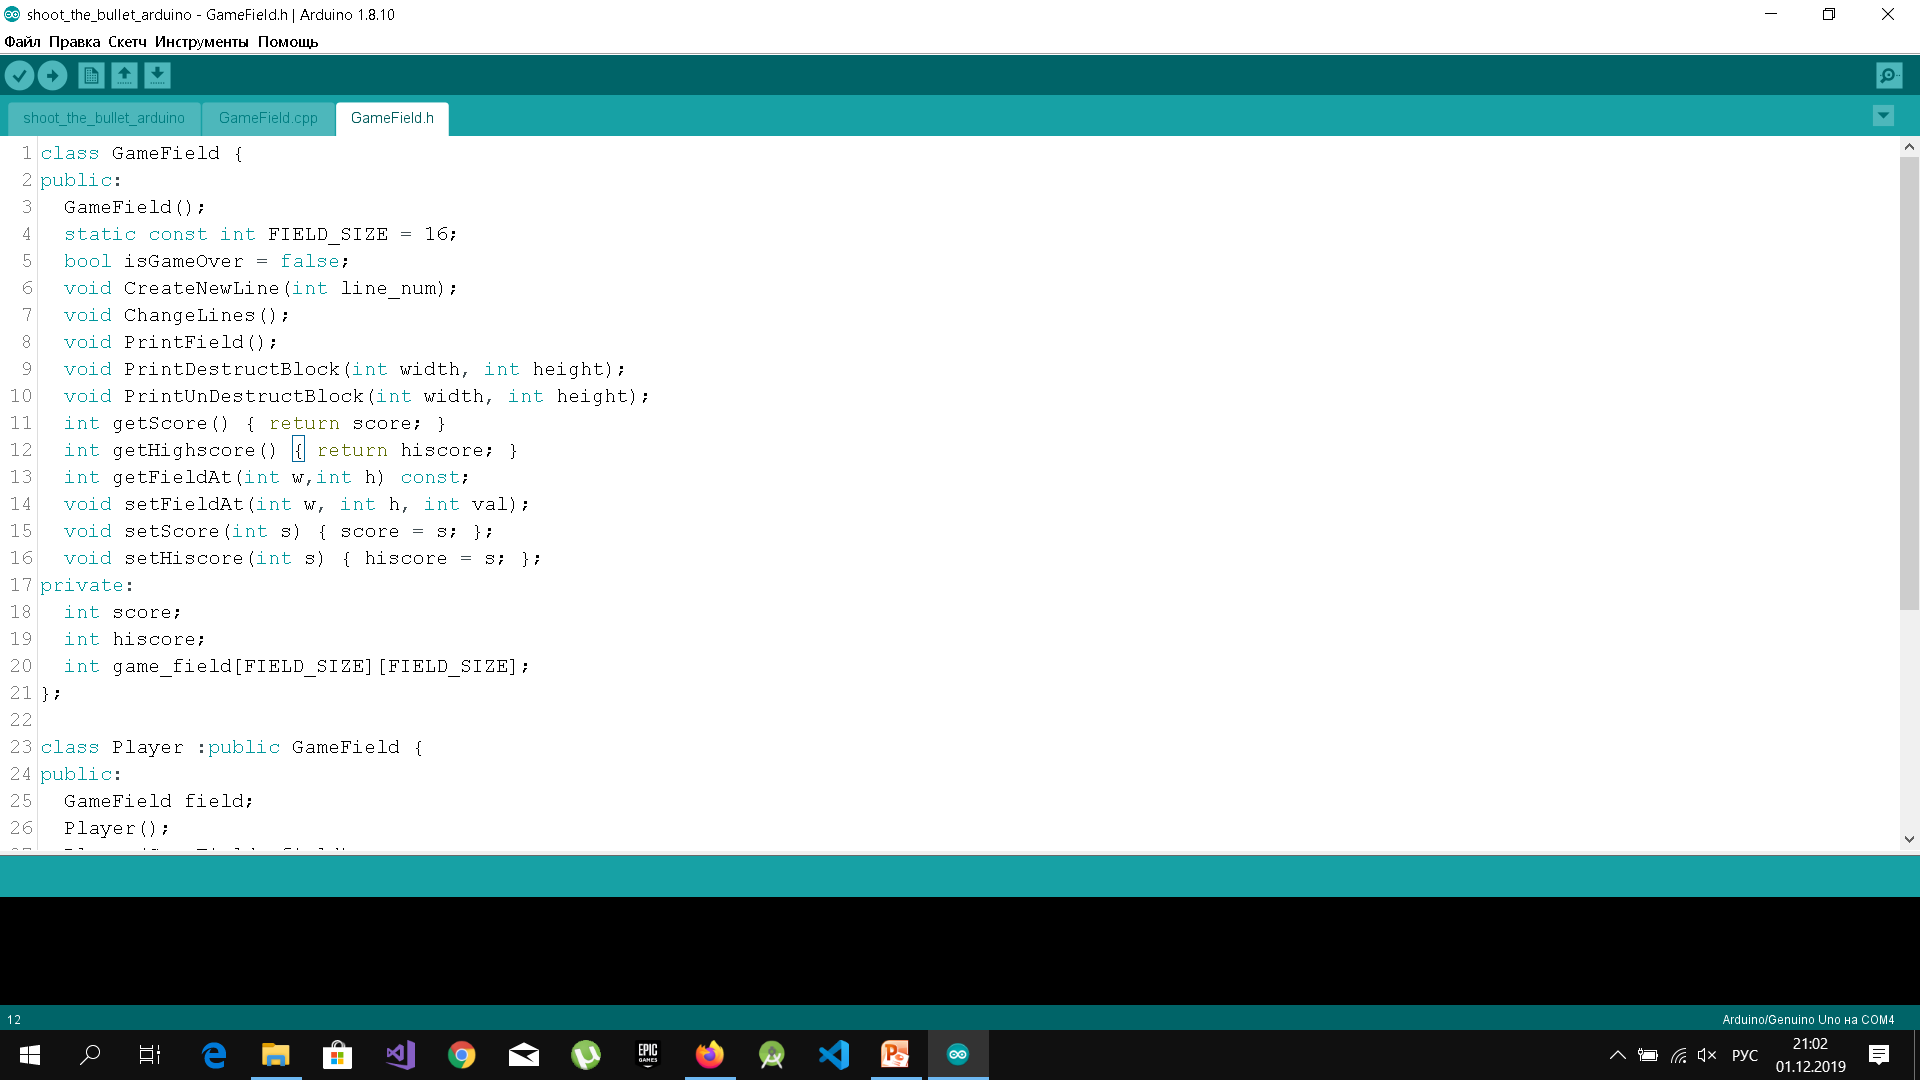 shoot_the_bullet_arduino - GameField.h | Arduino 1.8.10
Файл Правка Скетч Инструменты Помощь
shoot_the_bullet_arduino GameField.cpp GameField.h
1 class GameField {
2 public:
3 GameField();
4 static const int FIELD_SIZE = 16;
5 bool isGameOver = false;
6 void CreateNewLine(int line_num);
7 void ChangeLines();
8 void PrintField();
9 void PrintDestructBlock(int width, int height);
10 void PrintUnDestructBlock(int width, int height);
11 int getScore() { return score; }
12 int getHighscore() { return hiscore; }
13 int getFieldAt(int w,int h) const;
14 void setFieldAt(int w, int h, int val);
15 void setScore(int s) { score = s; };
16 void setHiscore(int s) { hiscore = s; };
17 private:
18 int score;
19 int hiscore;
20 int game_field[FIELD_SIZE][FIELD_SIZE];
21 };
22
23 class Player :public GameField {
24 public:
25 GameField field;
26 Player();
12
Arduino/Genuino Uno на COM4
EPIC
GAMES
РУС
21:02
01.12.2019